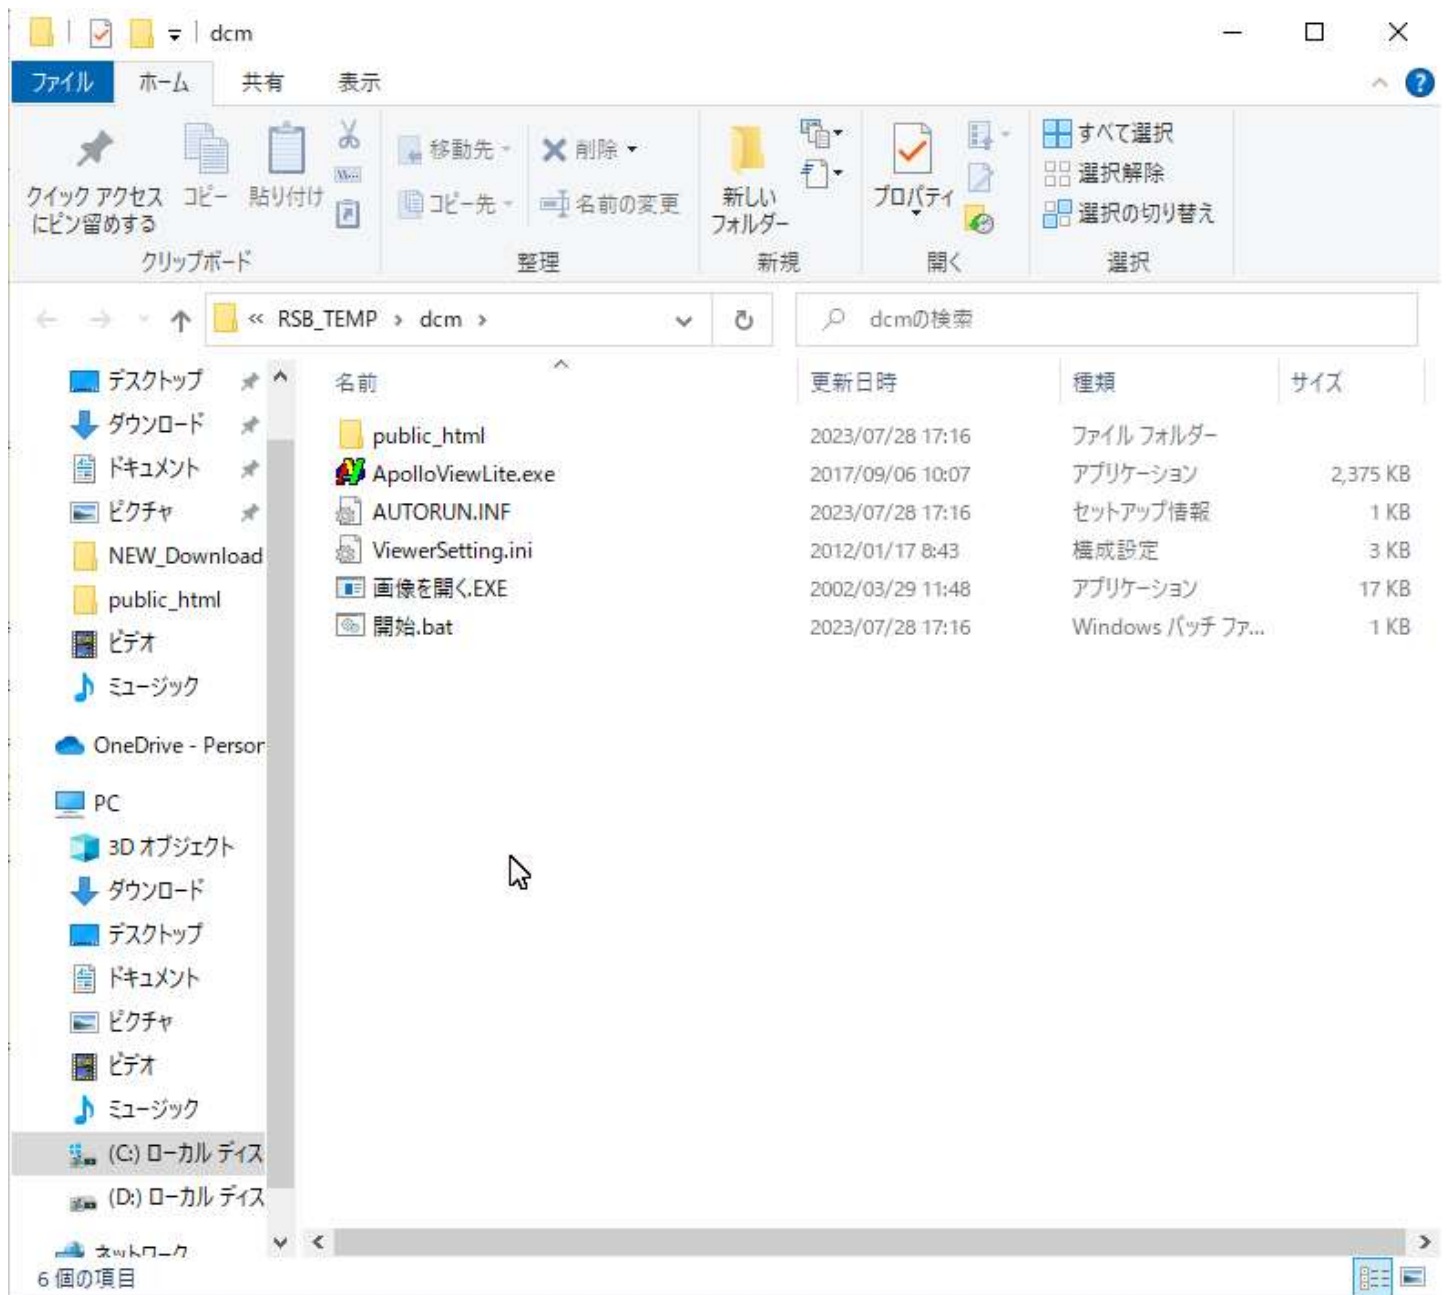 dcm
ファイル ホーム 共有 表示
クイック アクセス
にピン留めする
コピー
貼り付け
移動先
コピー先
削除
名前の変更
新しい
フォルダー
プロパティ
すべて選択
選択解除
選択の切り替え
クリップボード 整理 新規 開く 選択
« RSB_TEMP › dcm ›
dcmの検索
デスクトップ
ダウンロード
ドキュメント
ピクチャ
NEW_Download
public_html
ビデオ
ミュージック
OneDrive - Person
PC
3D オブジェクト
ダウンロード
デスクトップ
ドキュメント
ピクチャ
ビデオ
ミュージック
(C:) ローカル ディス
(D:) ローカル ディス
ネットワーク
名前 更新日時 種類 サイズ
public_html 2023/07/28 17:16 ファイル フォルダー
ApolloViewLite.exe 2017/09/06 10:07 アプリケーション 2,375 KB
AUTORUN.INF 2023/07/28 17:16 セットアップ情報 1 KB
ViewerSetting.ini 2012/01/17 8:43 構成設定 3 KB
画像を開く.EXE 2002/03/29 11:48 アプリケーション 17 KB
開始.bat 2023/07/28 17:16 Windows バッチ ファ... 1 KB
6 個の項目